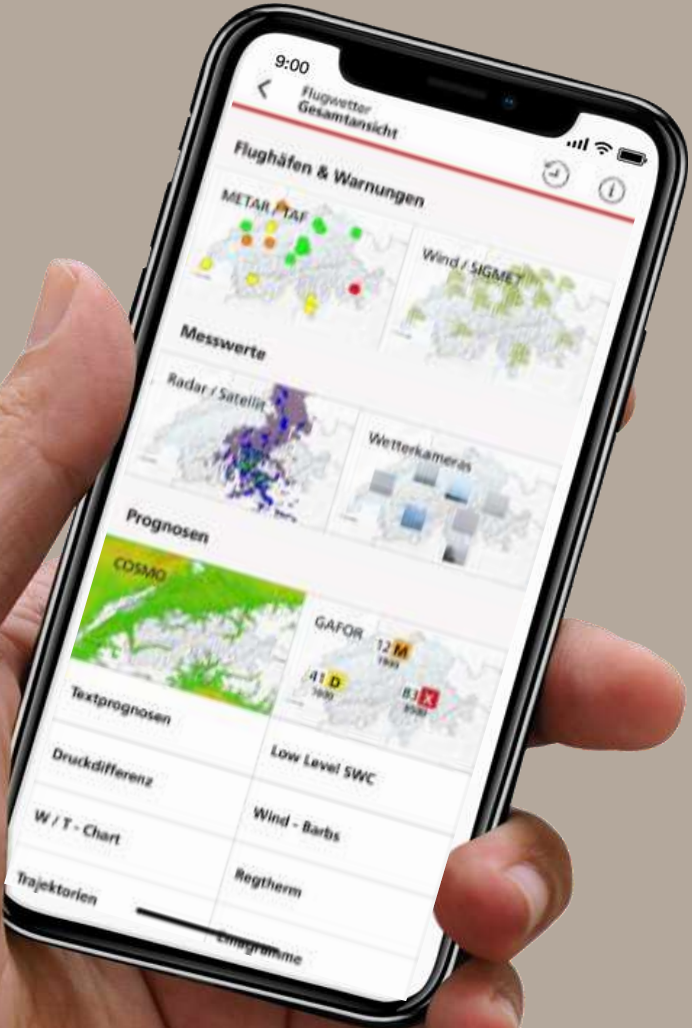 9:00
Flugwetter
Gesamtansicht
Flughäfen & Warnungen
METAR / TAF
Wind / SIGMET
Messwerte
Radar / Satellit
Wetterkameras
Prognosen
COSMO
GAFOR
12 M
41 D
83 X
Textprognosen
Low Level SWC
Druckdifferenz
Wind - Barbs
W / T - Chart
Regtherm
Trajektorien
Emagramme